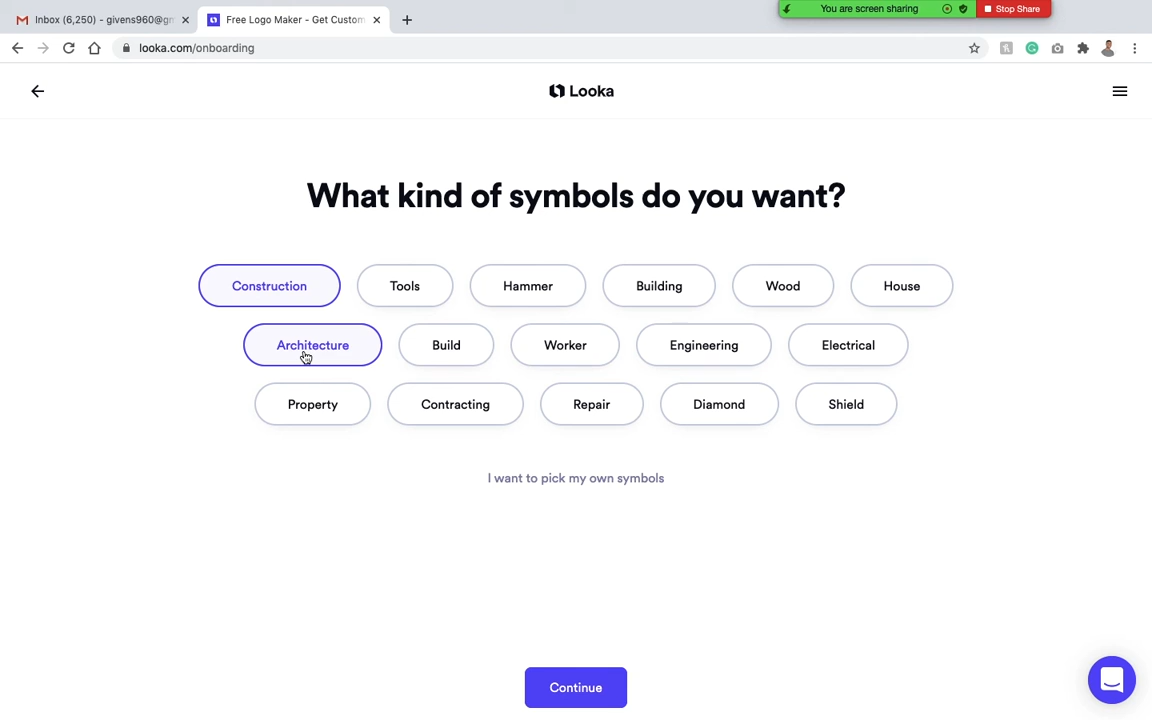 Inbox (6,250) - givens960@gm
Free Logo Maker - Get Custom
You are screen sharing
Stop Share
looka.com/onboarding
Looka
What kind of symbols do you want?
Construction Tools Hammer Building Wood House
Architecture Build Worker Engineering Electrical
Property Contracting Repair Diamond Shield
I want to pick my own symbols
Continue